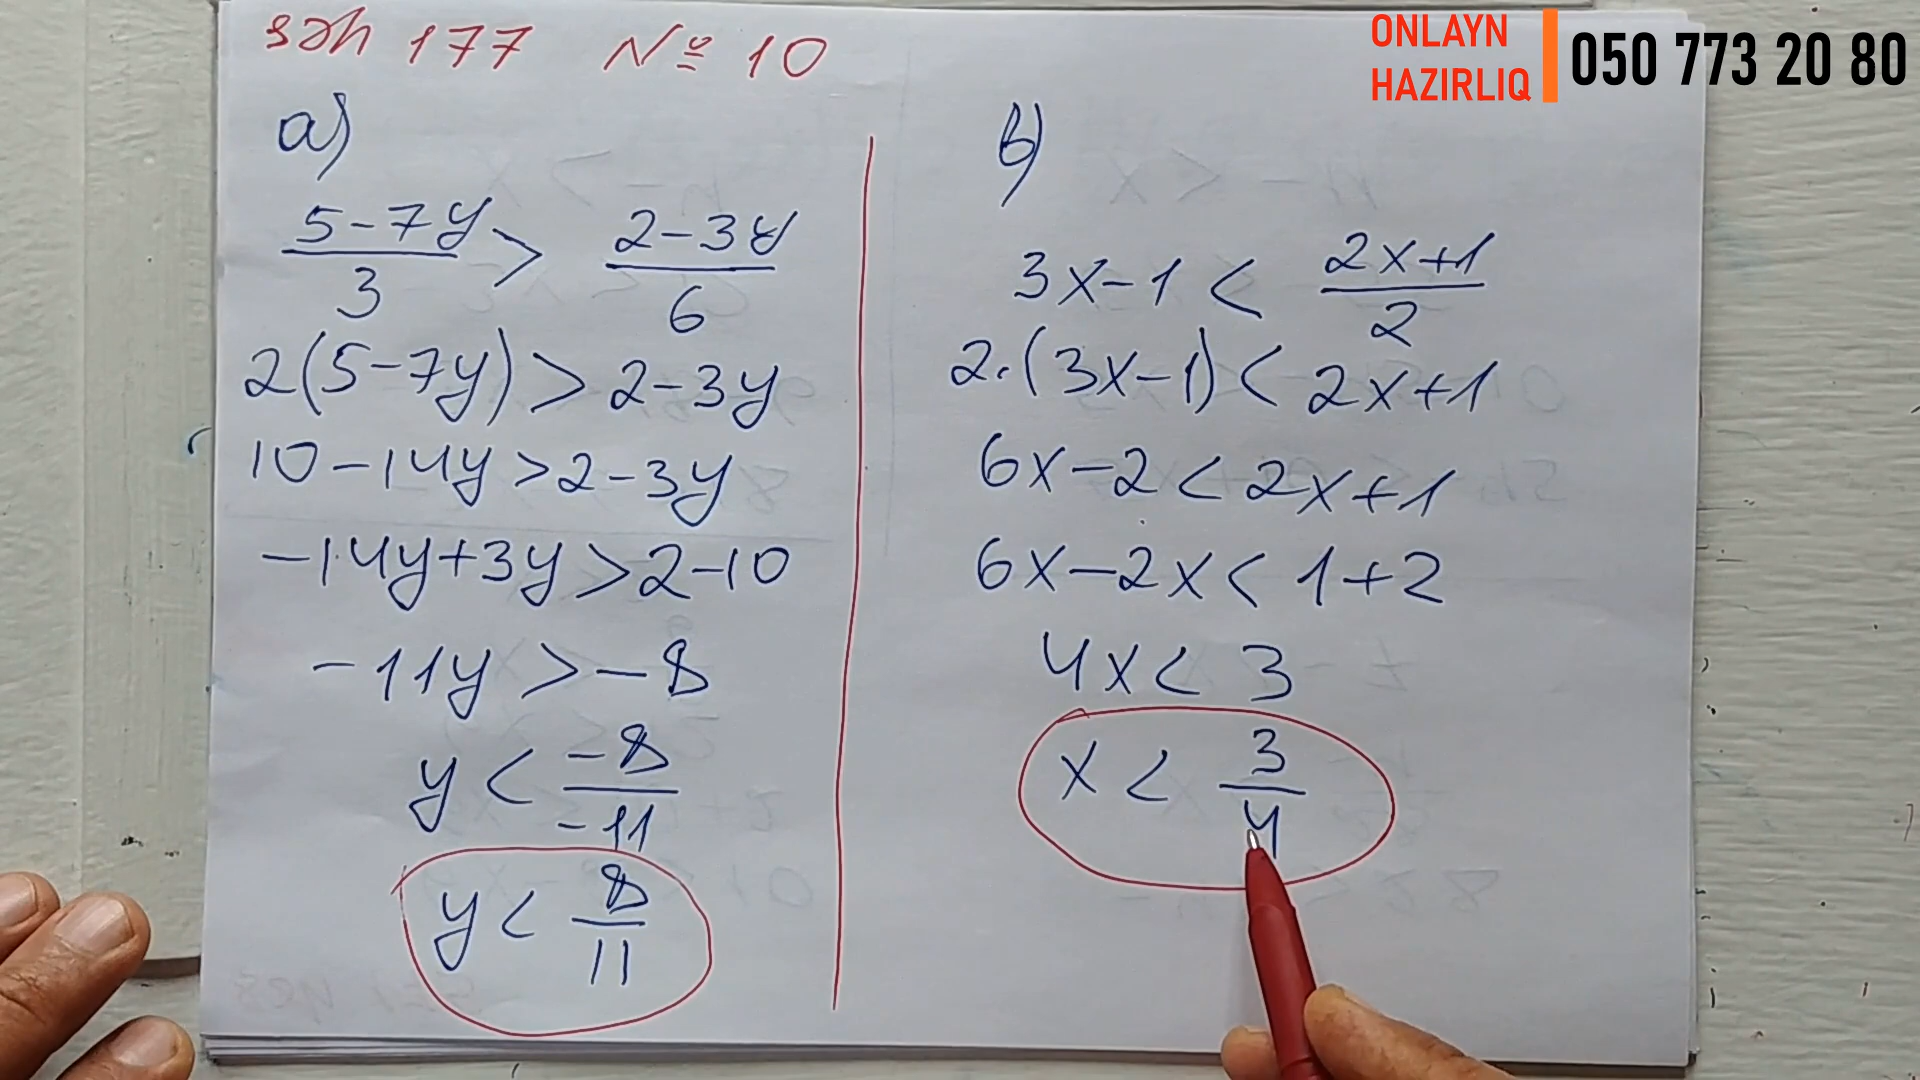 səh 177 № 10
ONLAYN
HAZIRLIQ
050 773 20 80
a)
(5-7y)/3 > (2-3y)/6
2(5-7y) > 2-3y
10-14y > 2-3y
-14y+3y > 2-10
-11y > -8
y < -8/-11
y < 8/11
b)
3x-1 < (2x+1)/2
2·(3x-1) < 2x+1
6x-2 < 2x+1
6x-2x < 1+2
4x < 3
x < 3/4